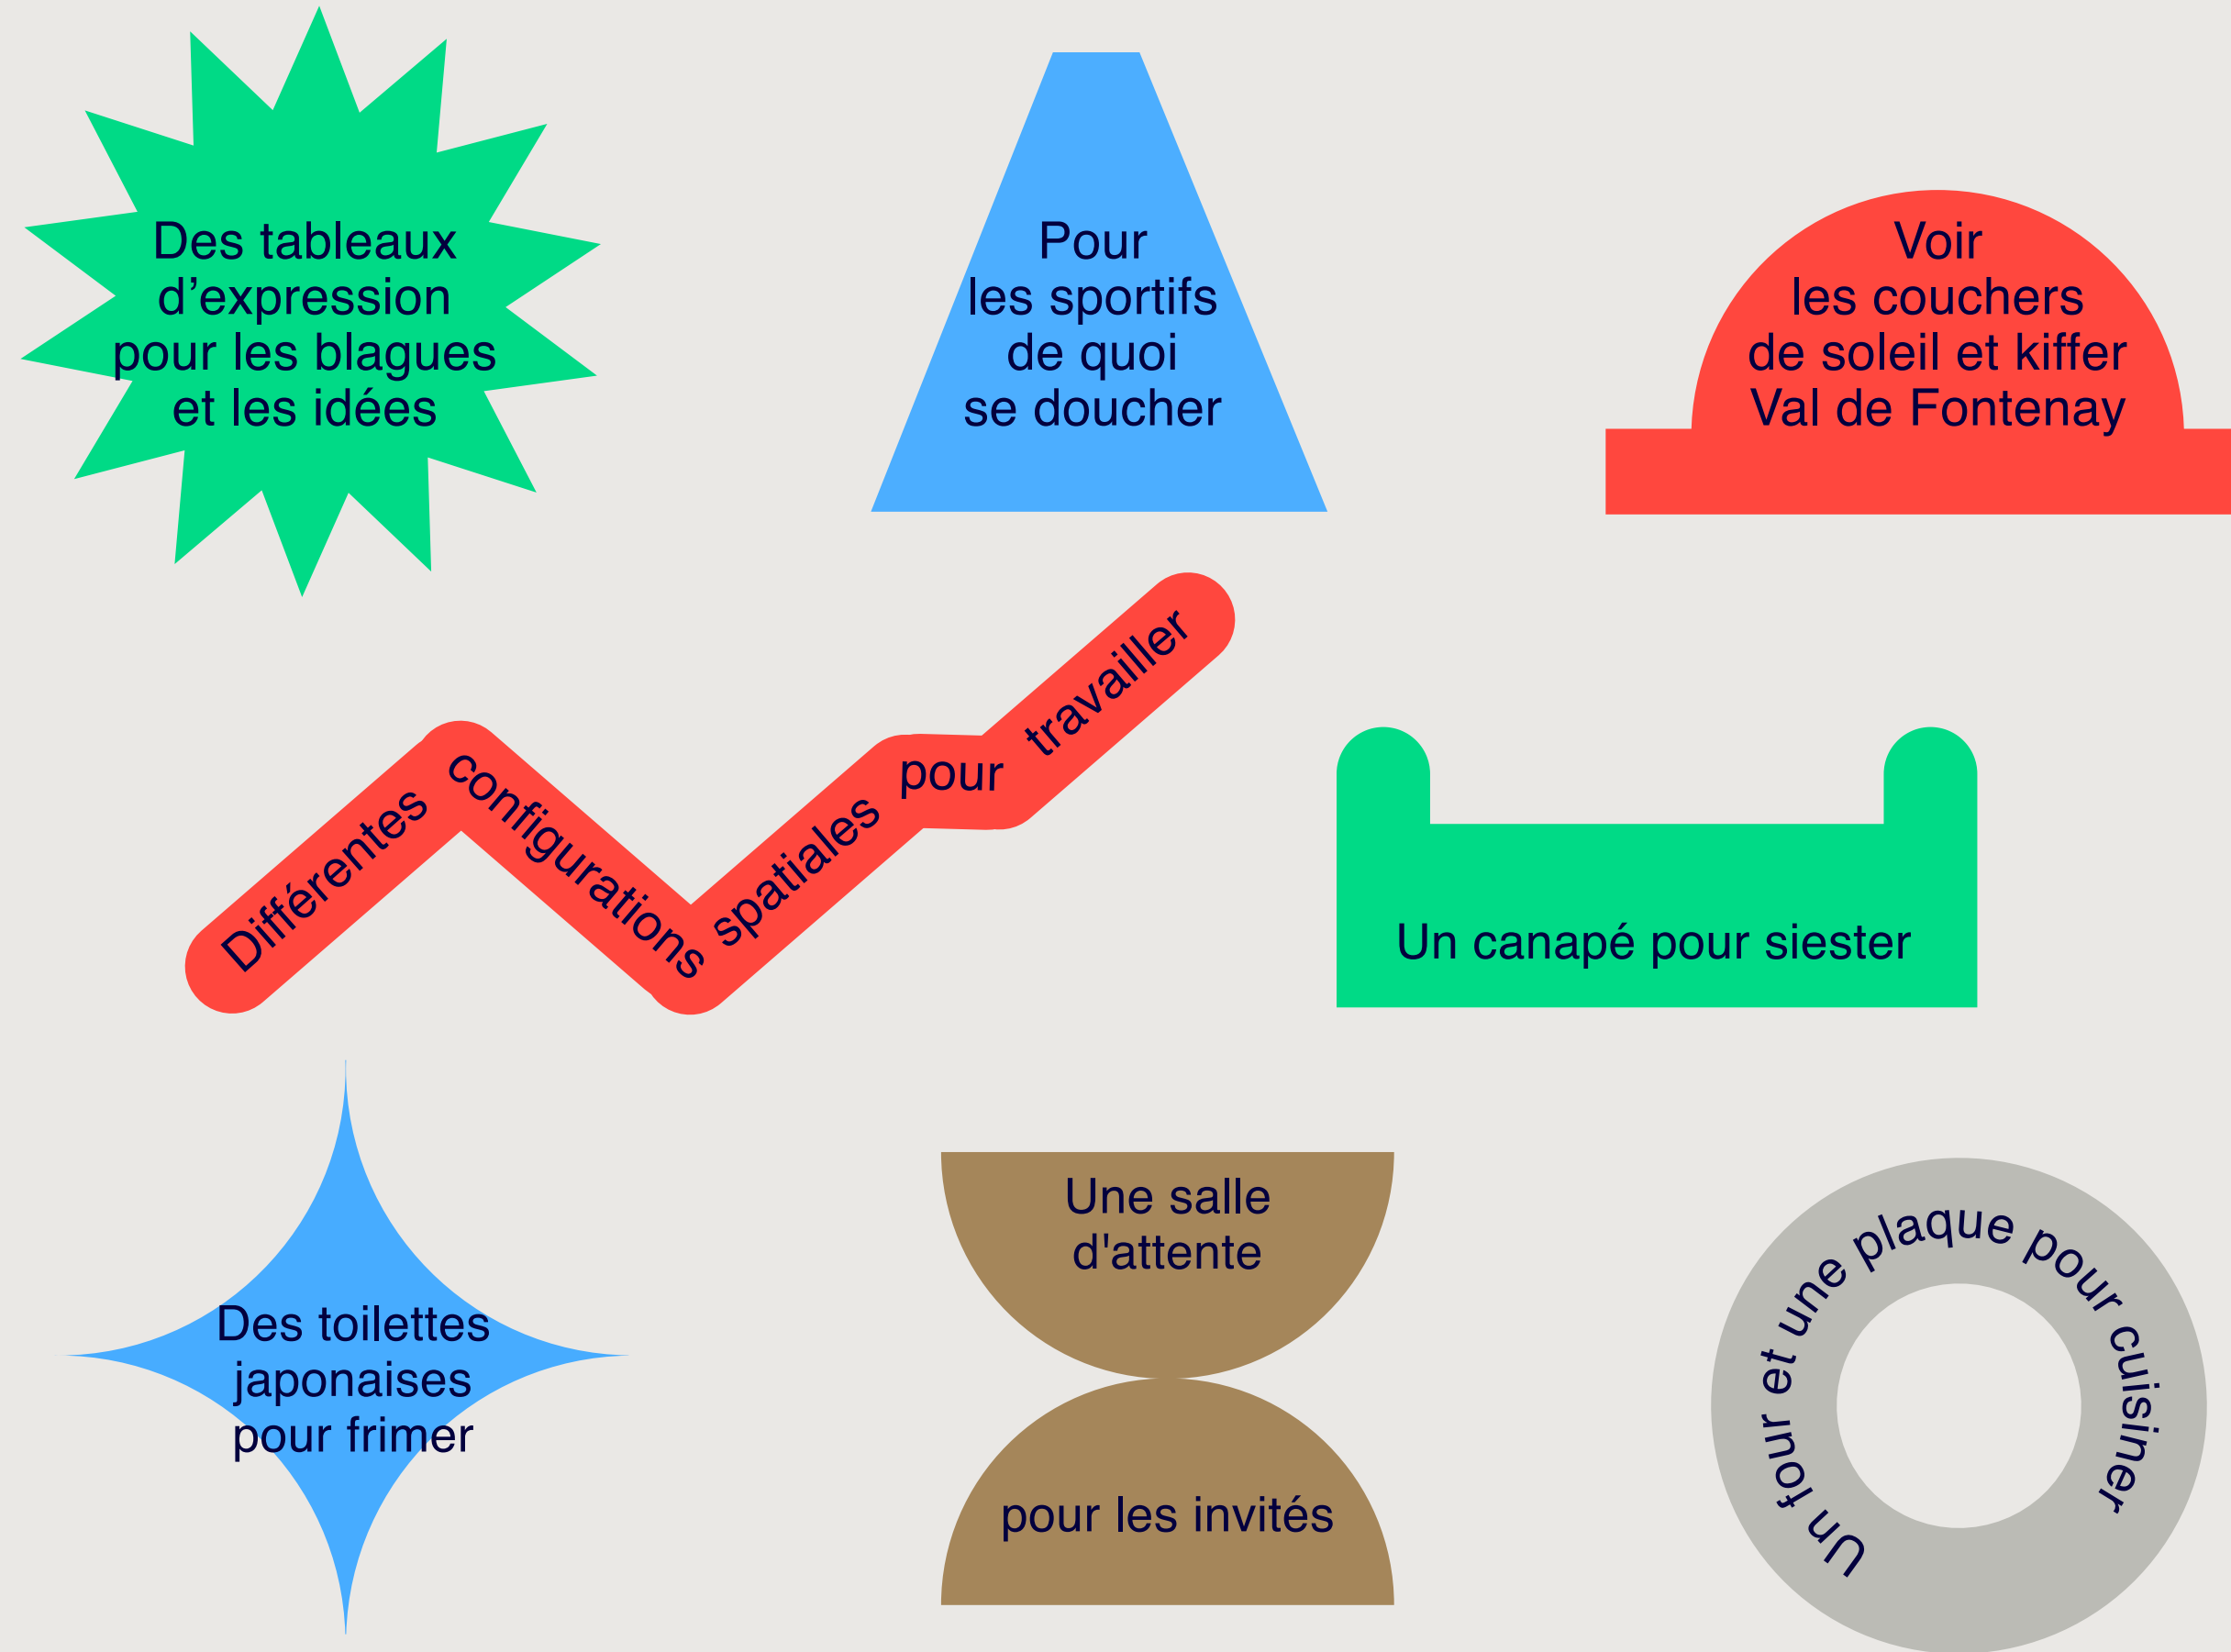 Des tableaux
d’expression
pour les blagues
et les idées
Pour
les sportifs
de quoi
se doucher
Voir
les couchers
de soleil et kiffer
Val de Fontenay
Différentes configurations spatiales pour travailler
Un canapé pour siester
Des toilettes
japonaises
pour frimer
Une salle
d'attente
pour les invités
Un four et une plaque pour cuisiner